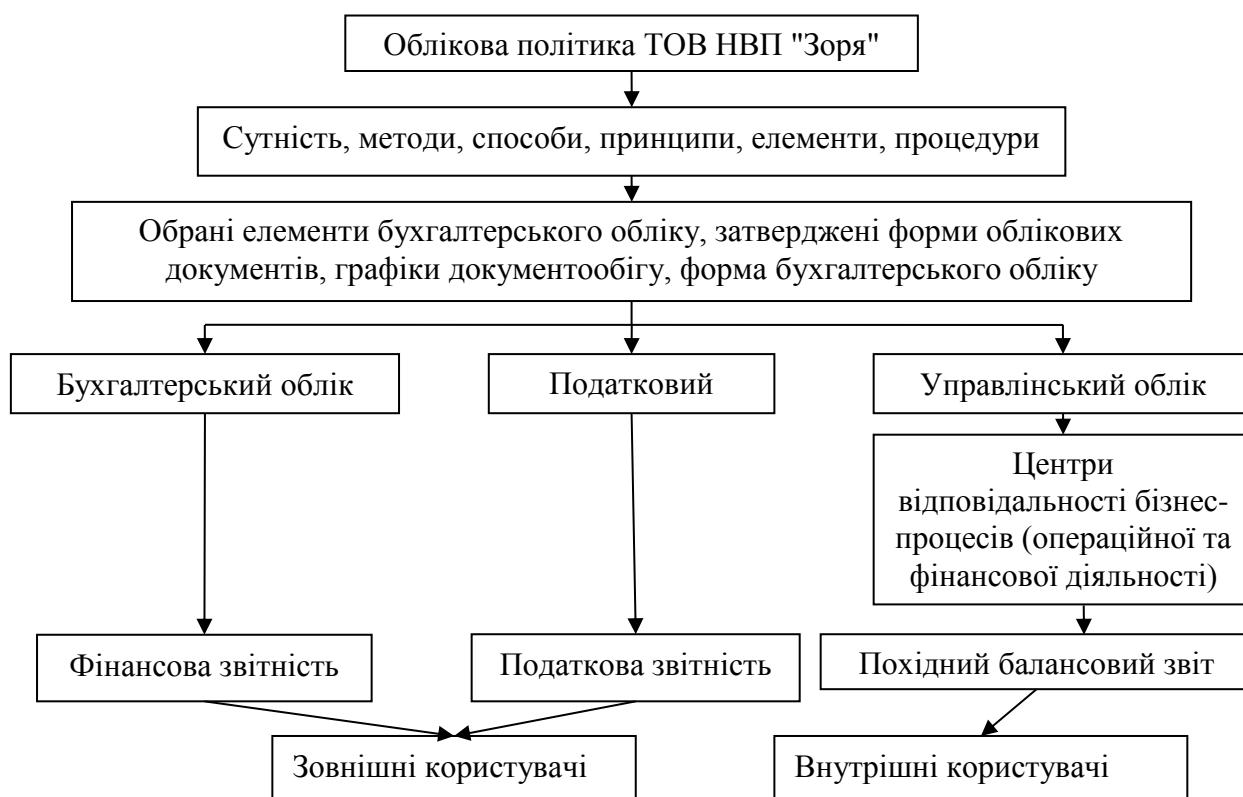 Облікова політика ТОВ НВП "Зоря"
Сутність, методи, способи, принципи, елементи, процедури
Обрані елементи бухгалтерського обліку, затверджені форми облікових
документів, графіки документообігу, форма бухгалтерського обліку
Бухгалтерський облік
Податковий
Управлінський облік
Центри
відповідальності бізнес-
процесів (операційної та
фінансової діяльності)
Фінансова звітність
Податкова звітність
Похідний балансовий звіт
Зовнішні користувачі
Внутрішні користувачі